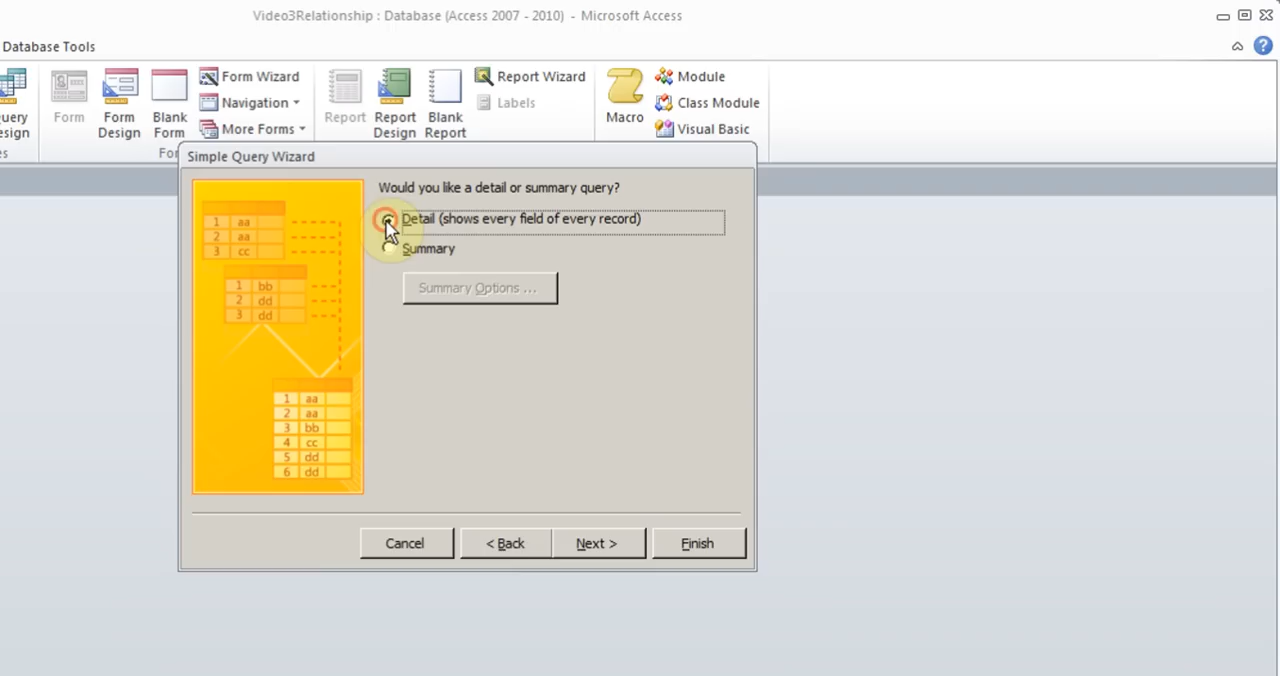 Video3Relationship : Database (Access 2007 - 2010) - Microsoft Access
Database Tools
Form Wizard
Report Wizard
Module
Navigation
Labels
Class Module
Form
Form Design
Blank Form
More Forms
Report
Report Design
Blank Report
Macro
Visual Basic
Simple Query Wizard
Would you like a detail or summary query?
Detail (shows every field of every record)
Summary
Summary Options ...
1 aa
2 aa
3 cc
1 bb
2 dd
3 dd
1 aa
2 aa
3 bb
4 cc
5 dd
6 dd
Cancel
< Back
Next >
Finish